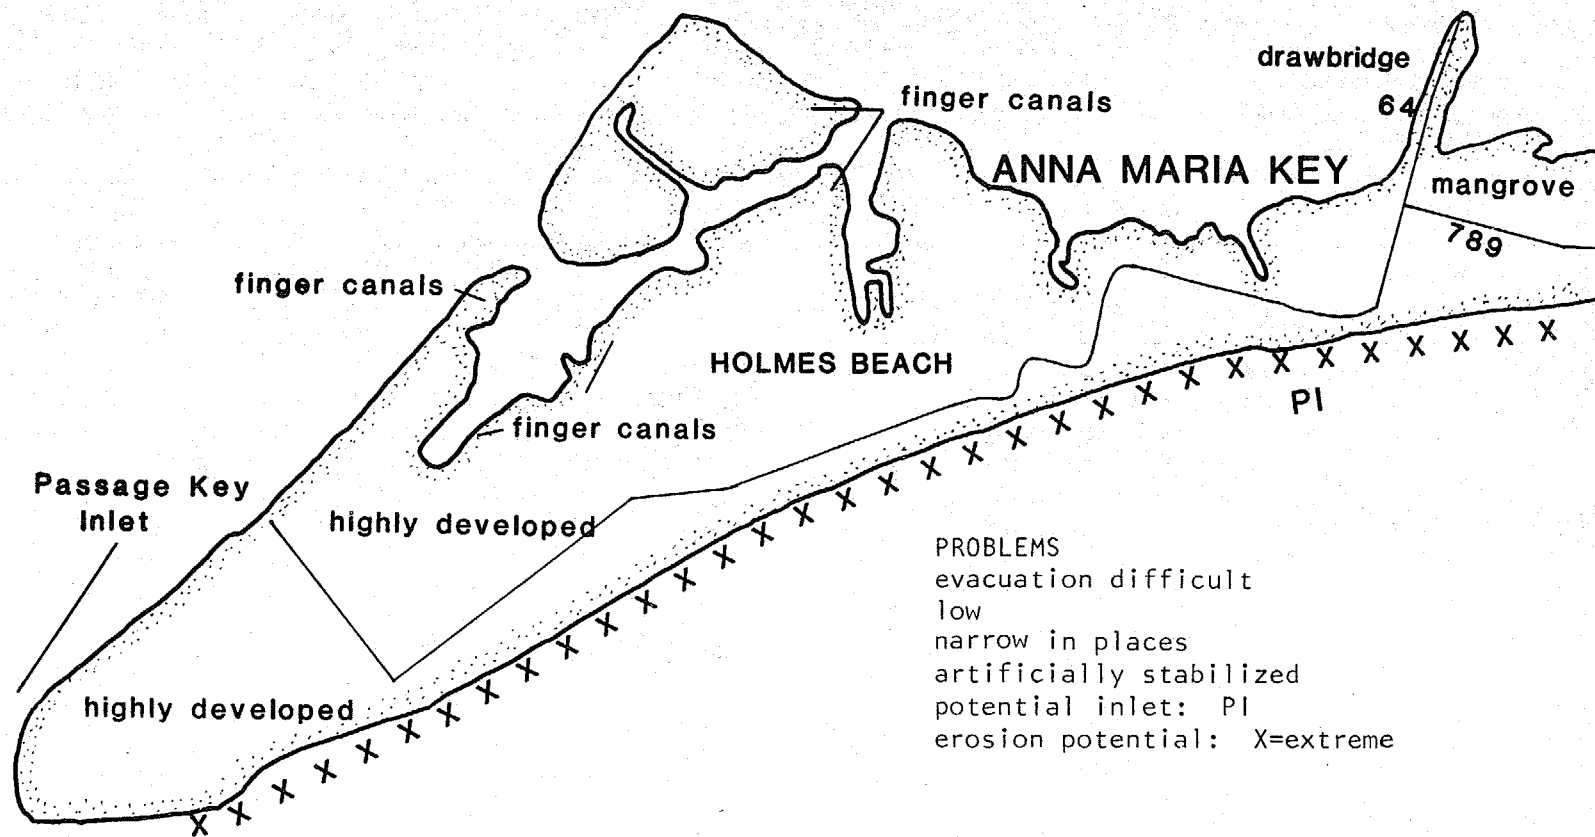 drawbridge
64
finger canals
ANNA MARIA KEY
mangrove
789
finger canals
HOLMES BEACH
PI
finger canals
Passage Key
Inlet
highly developed
highly developed
PROBLEMS
evacuation difficult
low
narrow in places
artificially stabilized
potential inlet: PI
erosion potential: X=extreme
X X X X X X X X X X X X X X X X X X X X X X X X X X X X X X X X X